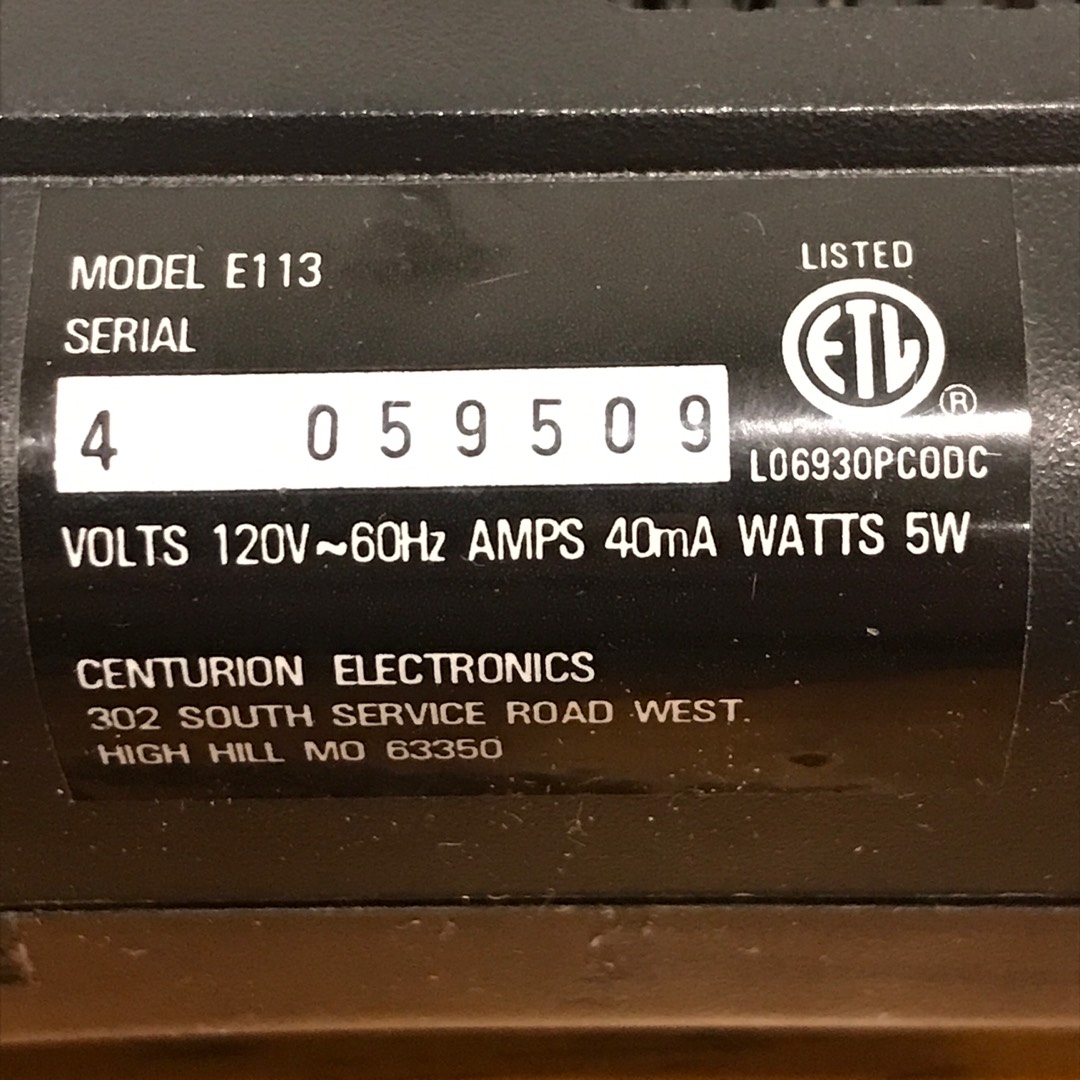 MODEL E113
SERIAL
4 059509
LISTED
ETL
®
L06930PCODC
VOLTS 120V~60Hz AMPS 40mA WATTS 5W
CENTURION ELECTRONICS
302 SOUTH SERVICE ROAD WEST.
HIGH HILL MO 63350